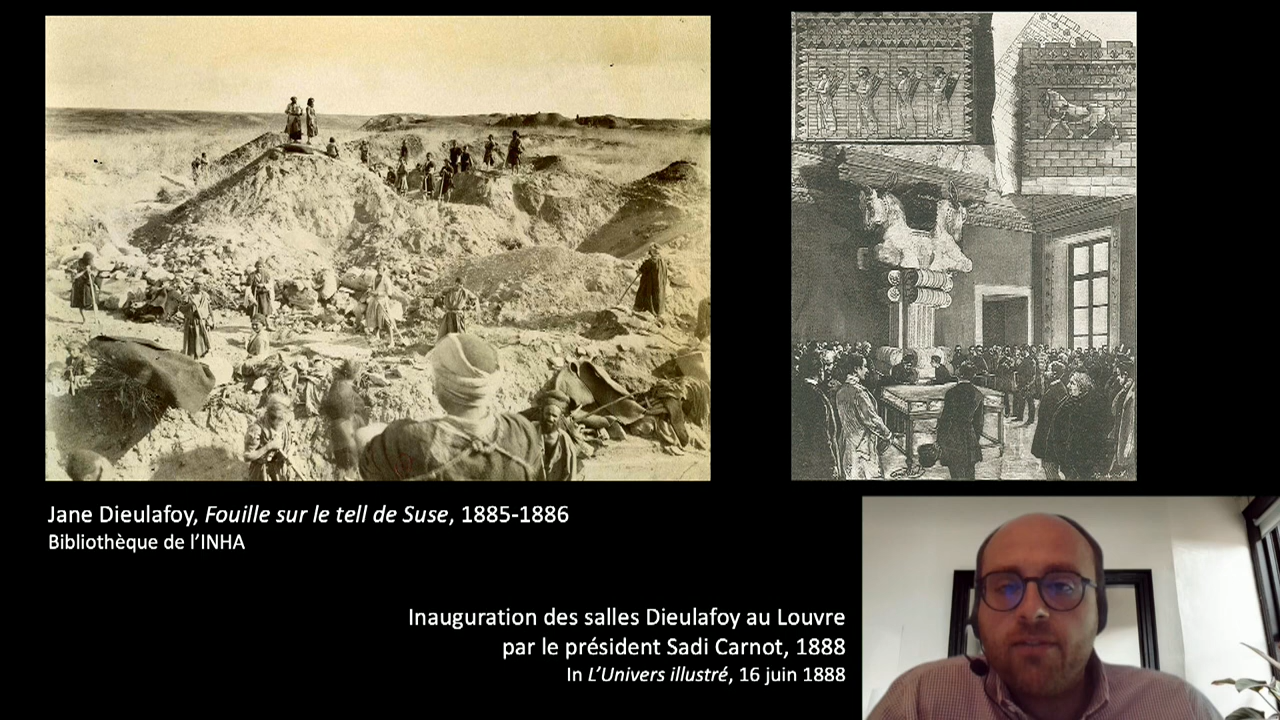 Jane Dieulafoy, Fouille sur le tell de Suse, 1885-1886
Bibliothèque de l’INHA
Inauguration des salles Dieulafoy au Louvre
par le président Sadi Carnot, 1888
In L’Univers illustré, 16 juin 1888